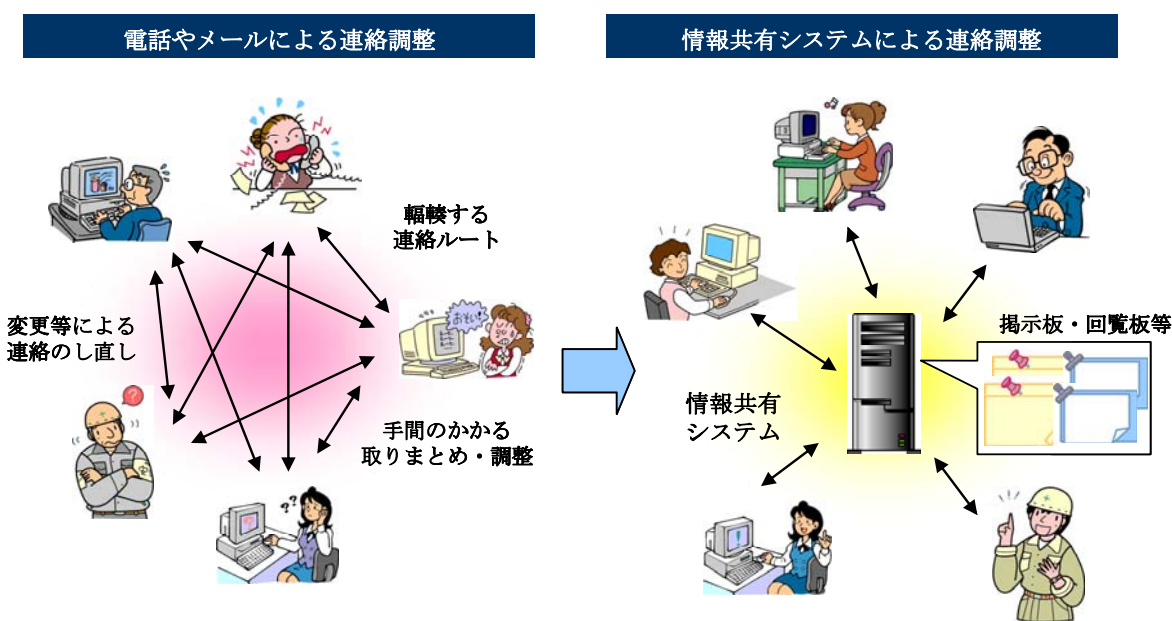 電話やメールによる連絡調整
情報共有システムによる連絡調整
輻輳する
連絡ルート
おそい!
変更等による
連絡のし直し
?
手間のかかる
取りまとめ・調整
??
掲示板・回覧板等
情報共有
システム
!